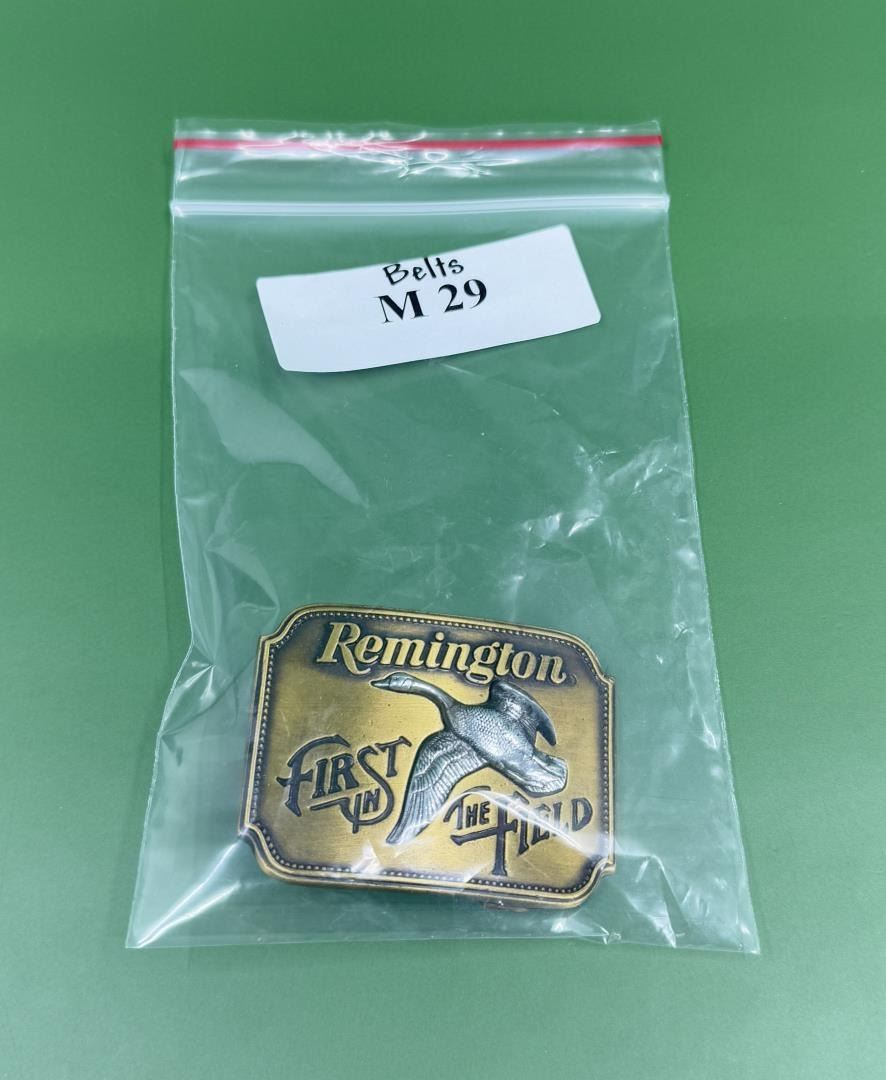 Belts
M 29
Remington
FIRST IN THE FIELD